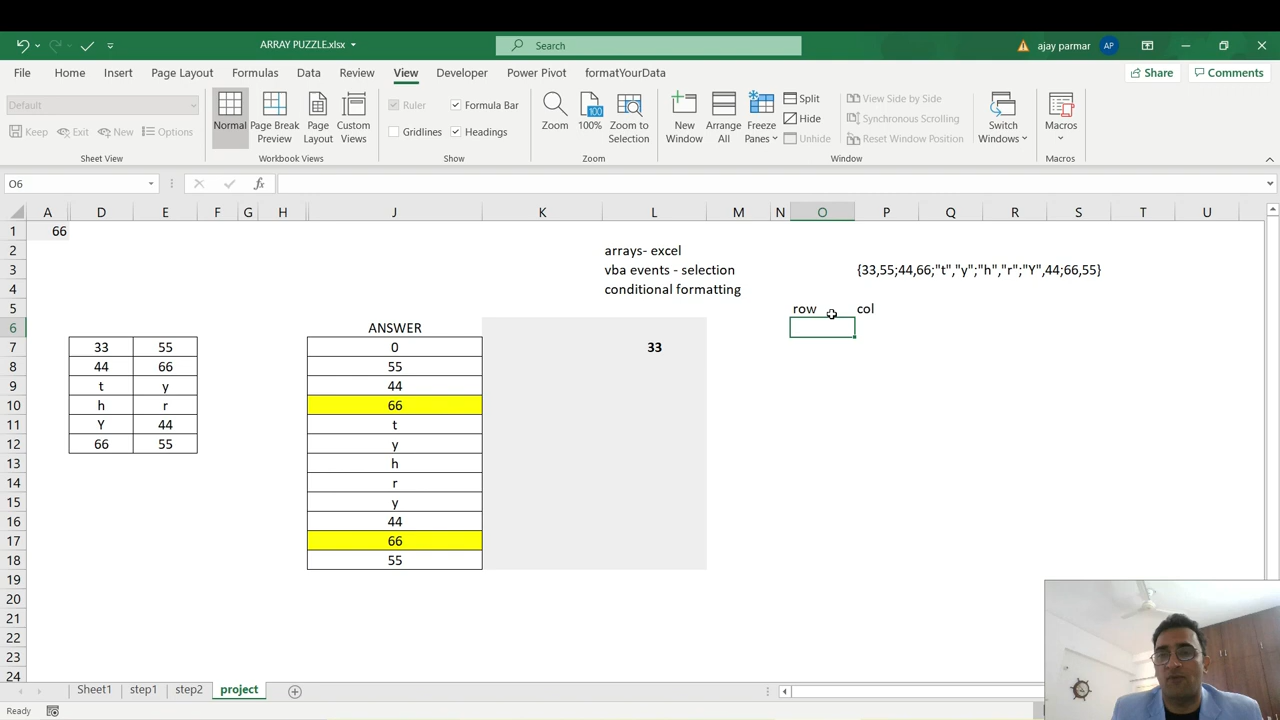 ARRAY PUZZLE.xlsx
Search
ajay parmar
AP
File Home Insert Page Layout Formulas Data Review View Developer Power Pivot formatYourData
Share
Comments
Default
Keep Exit New Options
Sheet View
Normal
Page Break Preview
Page Layout
Custom Views
Workbook Views
Ruler
Formula Bar
Gridlines
Headings
Show
Zoom
100
100%
Zoom to Selection
Zoom
New Window
Arrange All
Freeze Panes
Split
Hide
Unhide
View Side by Side
Synchronous Scrolling
Reset Window Position
Switch Windows
Window
Macros
Macros
O6
fx
A D E F G H J K L M N O P Q R S T U
1 66
2 arrays- excel
3 vba events - selection {33,55;44,66;"t","y";"h","r";"Y",44;66,55}
4 conditional formatting
5 row col
6 ANSWER
7 33 55 0 33
8 44 66 55
9 t y 44
10 h r 66
11 Y 44 t
12 66 55 y
13 h
14 r
15 y
16 44
17 66
18 55
19
20
21
22
23
24
Sheet1 step1 step2 project
Ready